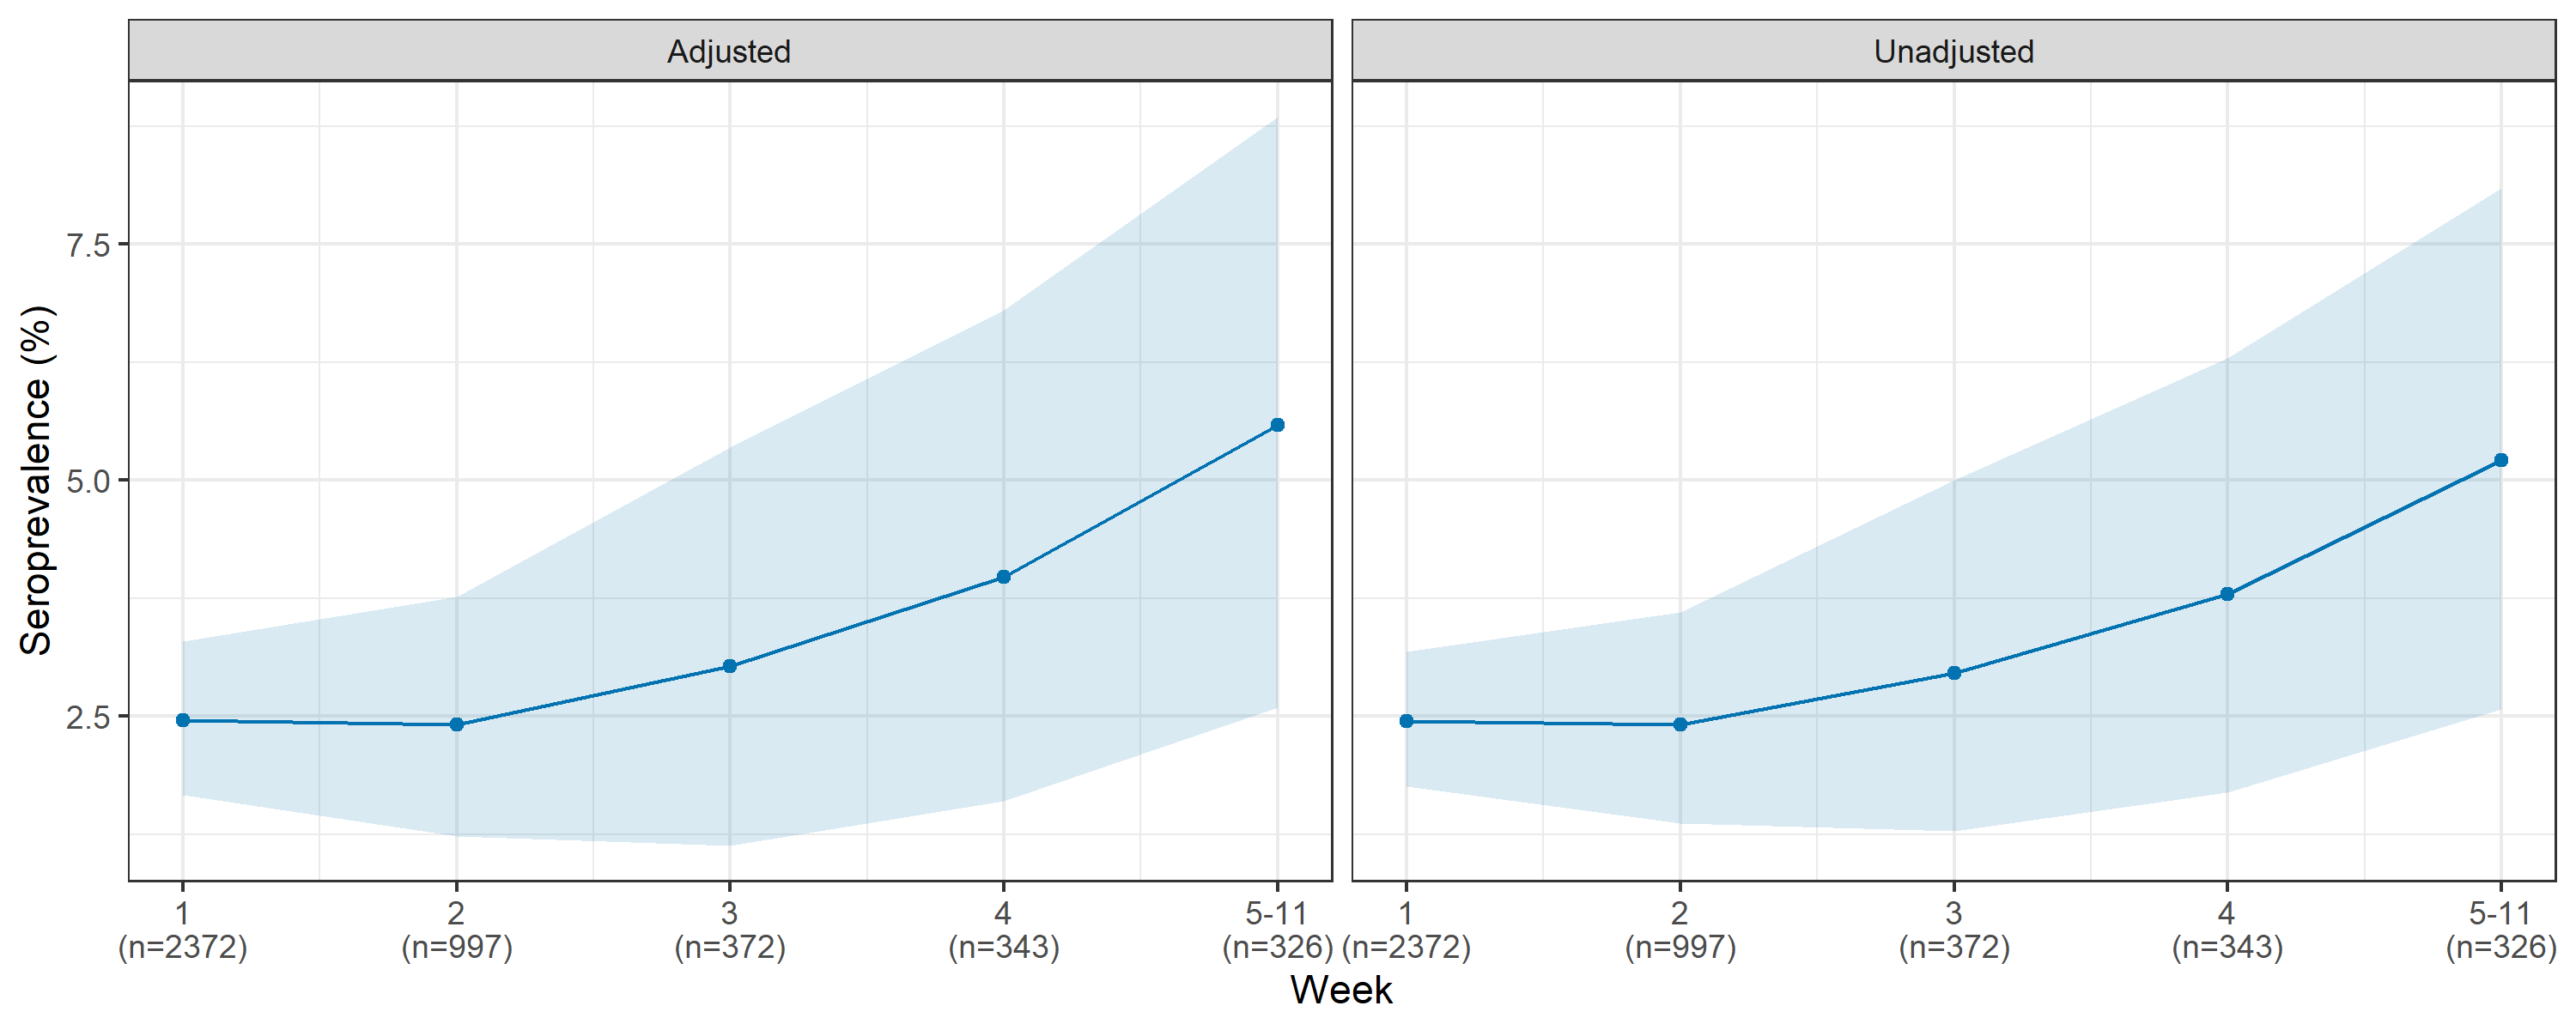 Adjusted
Unadjusted
Seroprevalence (%)
7.5
5.0
2.5
1
(n=2372)
2
(n=997)
3
(n=372)
4
(n=343)
5-11
(n=326)
1
(n=2372)
2
(n=997)
3
(n=372)
4
(n=343)
5-11
(n=326)
Week